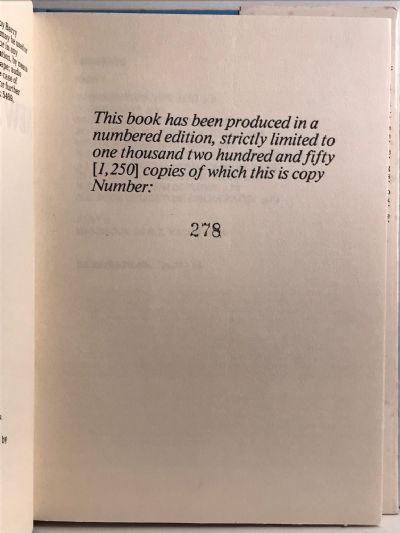 This book has been produced in a
numbered edition, strictly limited to
one thousand two hundred and fifty
[1,250] copies of which this is copy
Number:
278